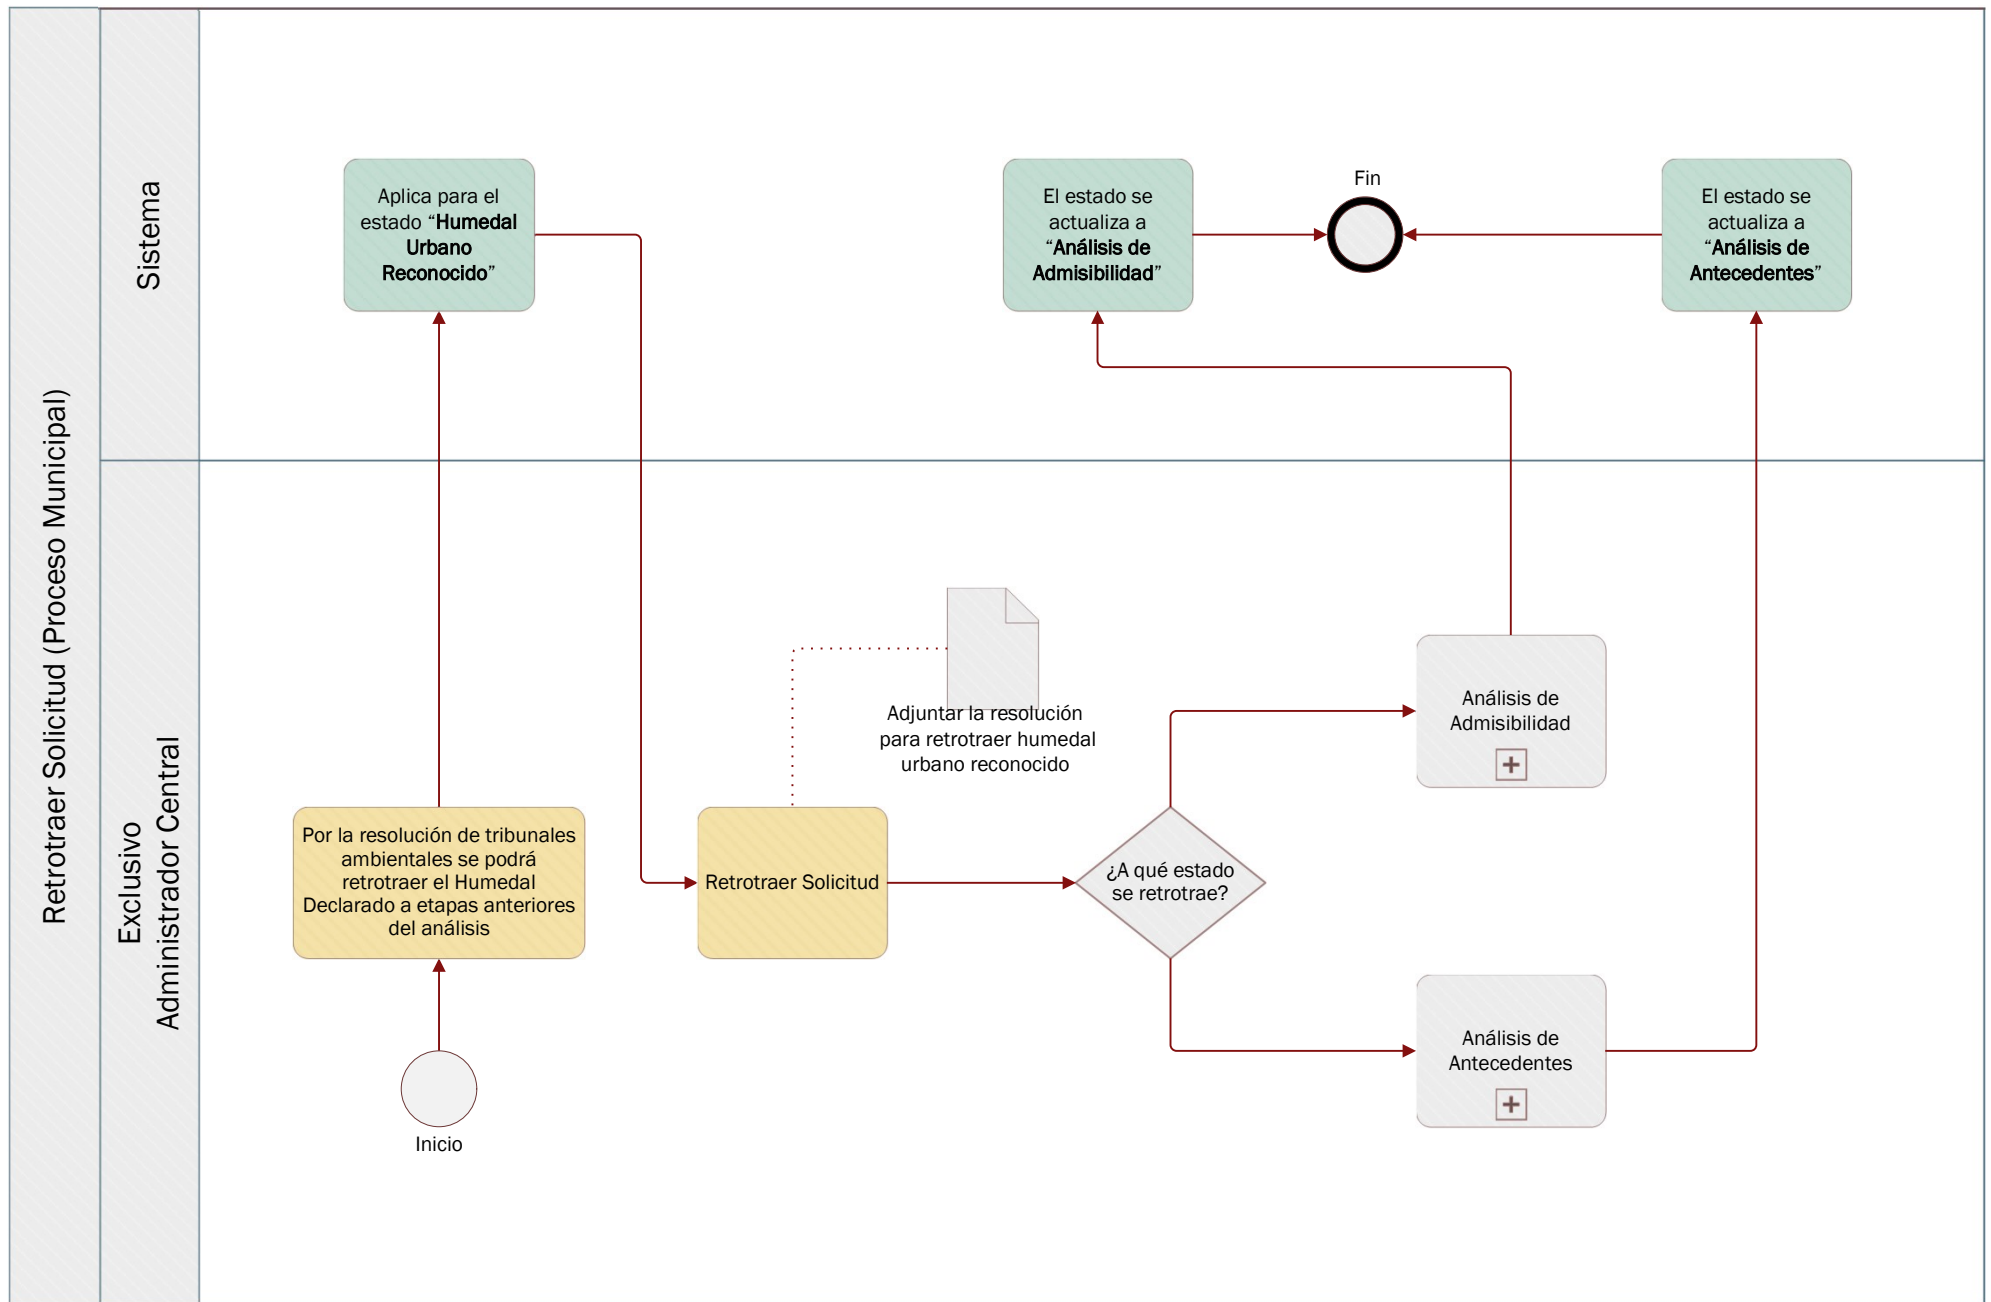 Retrotraer Solicitud (Proceso Municipal)
Sistema
Aplica para el
estado “Humedal
Urbano
Reconocido”
El estado se
actualiza a
“Análisis de
Admisibilidad”
Fin
El estado se
actualiza a
“Análisis de
Antecedentes”
Exclusivo
Administrador Central
Adjuntar la resolución
para retrotraer humedal
urbano reconocido
Análisis de
Admisibilidad
Por la resolución de tribunales
ambientales se podrá
retrotraer el Humedal
Declarado a etapas anteriores
del análisis
Retrotraer Solicitud
¿A qué estado
se retrotrae?
Análisis de
Antecedentes
Inicio